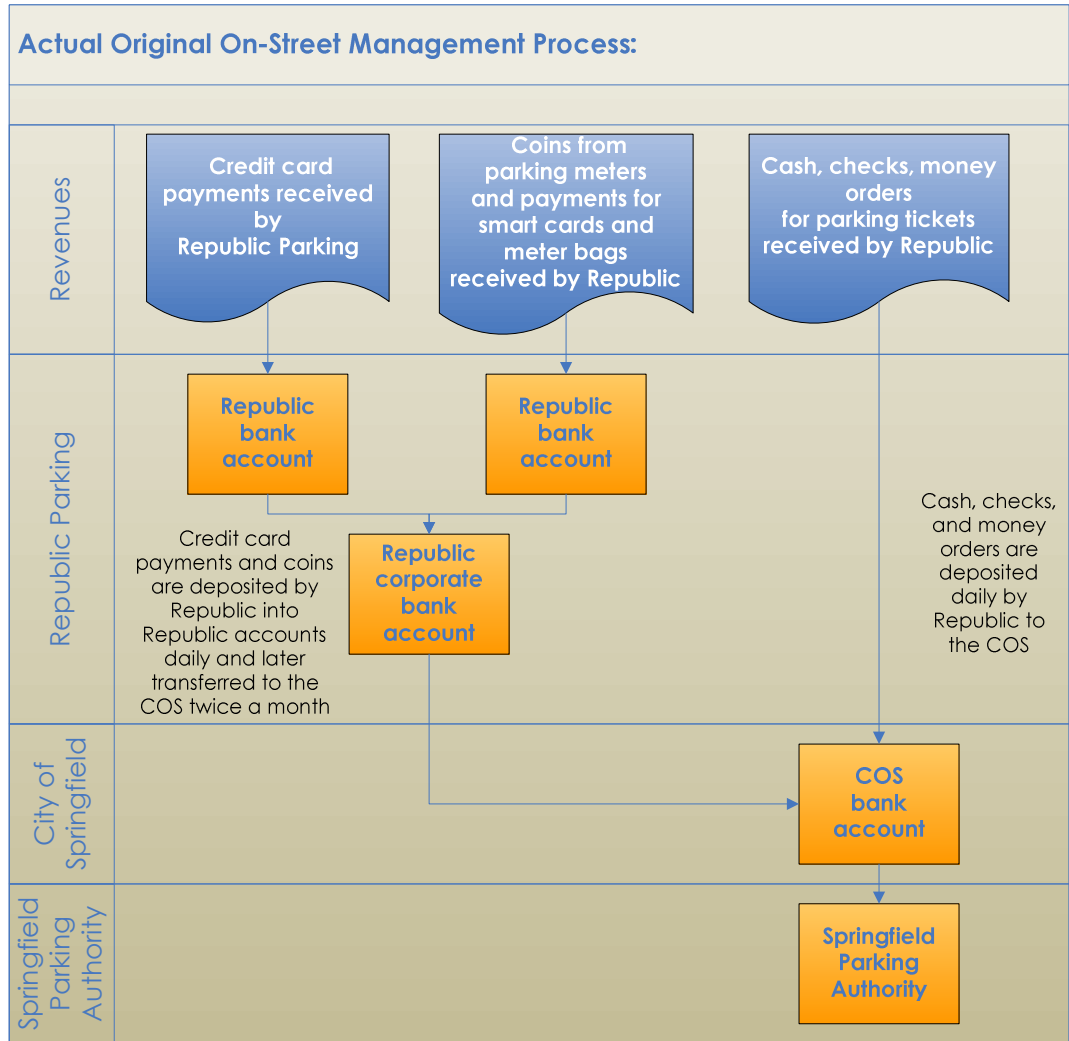 Actual Original On-Street Management Process:
Revenues
Credit card
payments received
by
Republic Parking
Coins from
parking meters
and payments for
smart cards and
meter bags
received by Republic
Cash, checks, money
orders
for parking tickets
received by Republic
Republic Parking
Republic
bank
account
Republic
bank
account
Credit card
payments and coins
are deposited by
Republic into
Republic accounts
daily and later
transferred to the
COS twice a month
Republic
corporate
bank
account
Cash, checks,
and money
orders are
deposited
daily by
Republic to
the COS
City of
Springfield
COS
bank
account
Springfield
Parking
Authority
Springfield
Parking
Authority